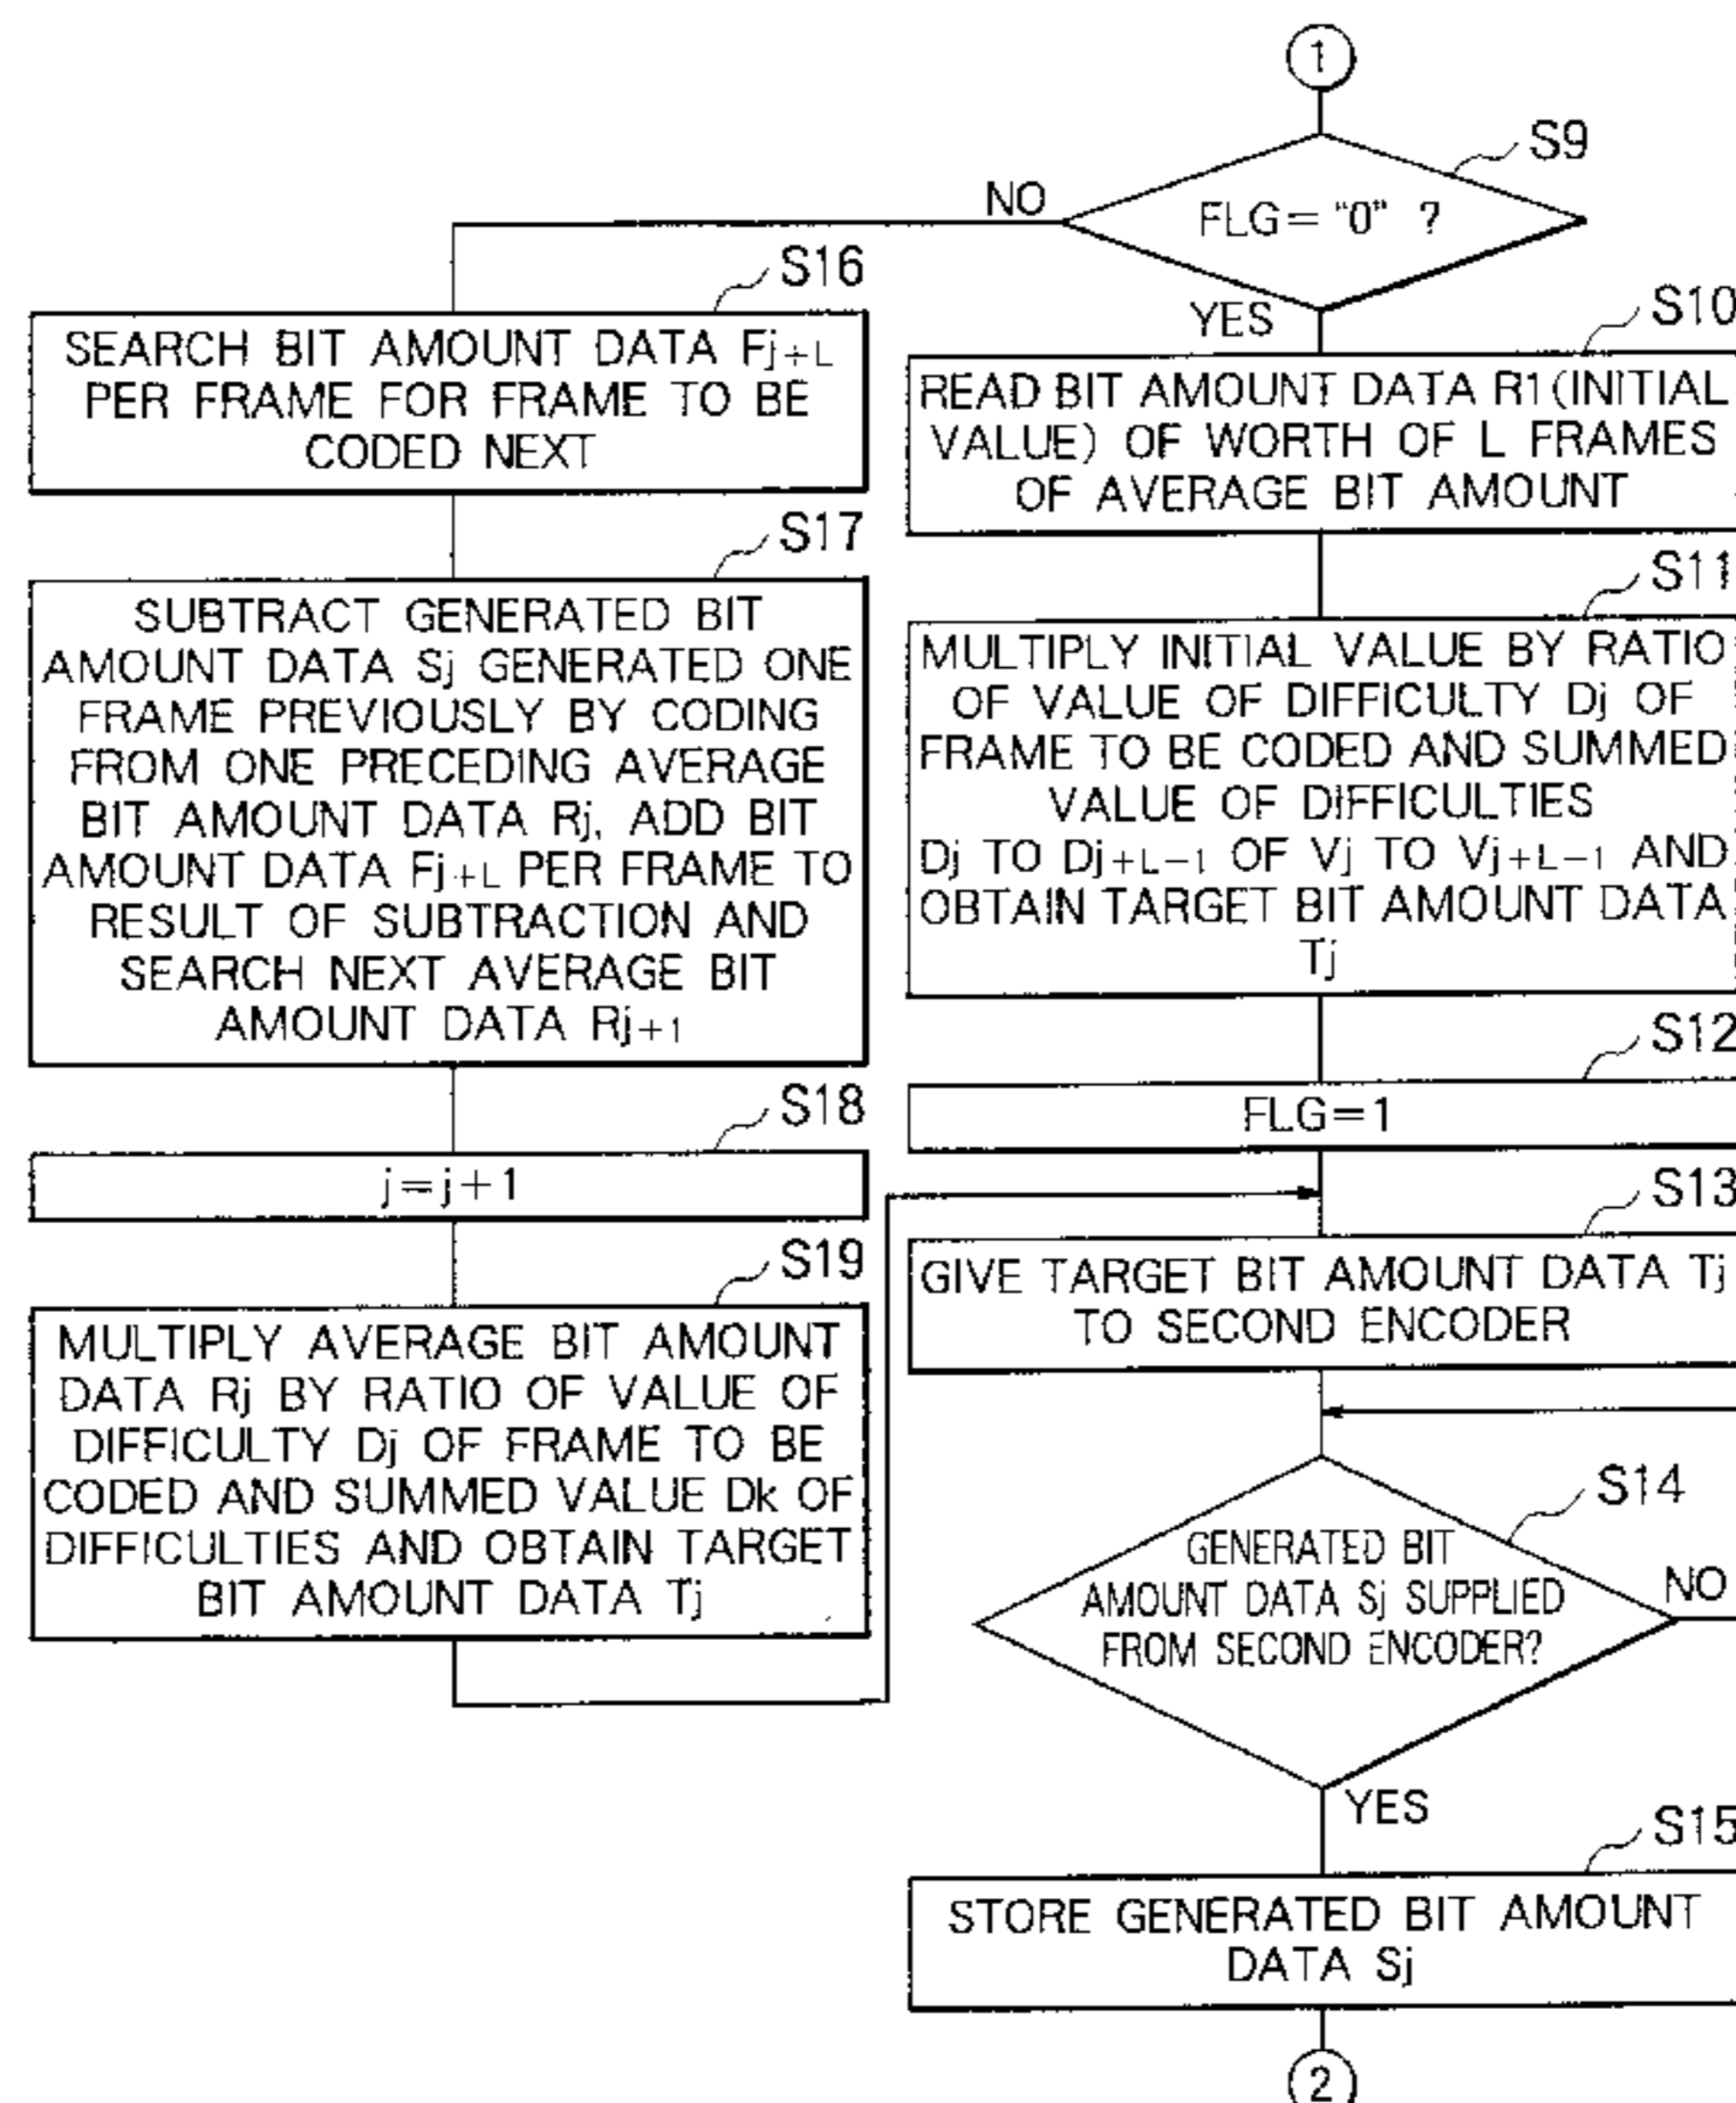 1
S9
FLG="0" ?
NO
YES
S16
SEARCH BIT AMOUNT DATA Fj+L
PER FRAME FOR FRAME TO BE
CODED NEXT
S17
SUBTRACT GENERATED BIT
AMOUNT DATA Sj GENERATED ONE
FRAME PREVIOUSLY BY CODING
FROM ONE PRECEDING AVERAGE
BIT AMOUNT DATA Rj, ADD BIT
AMOUNT DATA Fj+L PER FRAME TO
RESULT OF SUBTRACTION AND
SEARCH NEXT AVERAGE BIT
AMOUNT DATA Rj+1
S18
j=j+1
S19
MULTIPLY AVERAGE BIT AMOUNT
DATA Rj BY RATIO OF VALUE OF
DIFFICULTY Dj OF FRAME TO BE
CODED AND SUMMED VALUE Dk OF
DIFFICULTIES AND OBTAIN TARGET
BIT AMOUNT DATA Tj
S10
READ BIT AMOUNT DATA R1(INITIAL
VALUE) OF WORTH OF L FRAMES
OF AVERAGE BIT AMOUNT
S11
MULTIPLY INITIAL VALUE BY RATIO
OF VALUE OF DIFFICULTY Dj OF
FRAME TO BE CODED AND SUMMED
VALUE OF DIFFICULTIES
Dj TO Dj+L-1 OF Vj TO Vj+L-1 AND
OBTAIN TARGET BIT AMOUNT DATA
Tj
S12
FLG=1
S13
GIVE TARGET BIT AMOUNT DATA Tj
TO SECOND ENCODER
S14
GENERATED BIT
AMOUNT DATA Sj SUPPLIED
FROM SECOND ENCODER?
NO
YES
S15
STORE GENERATED BIT AMOUNT
DATA Sj
2